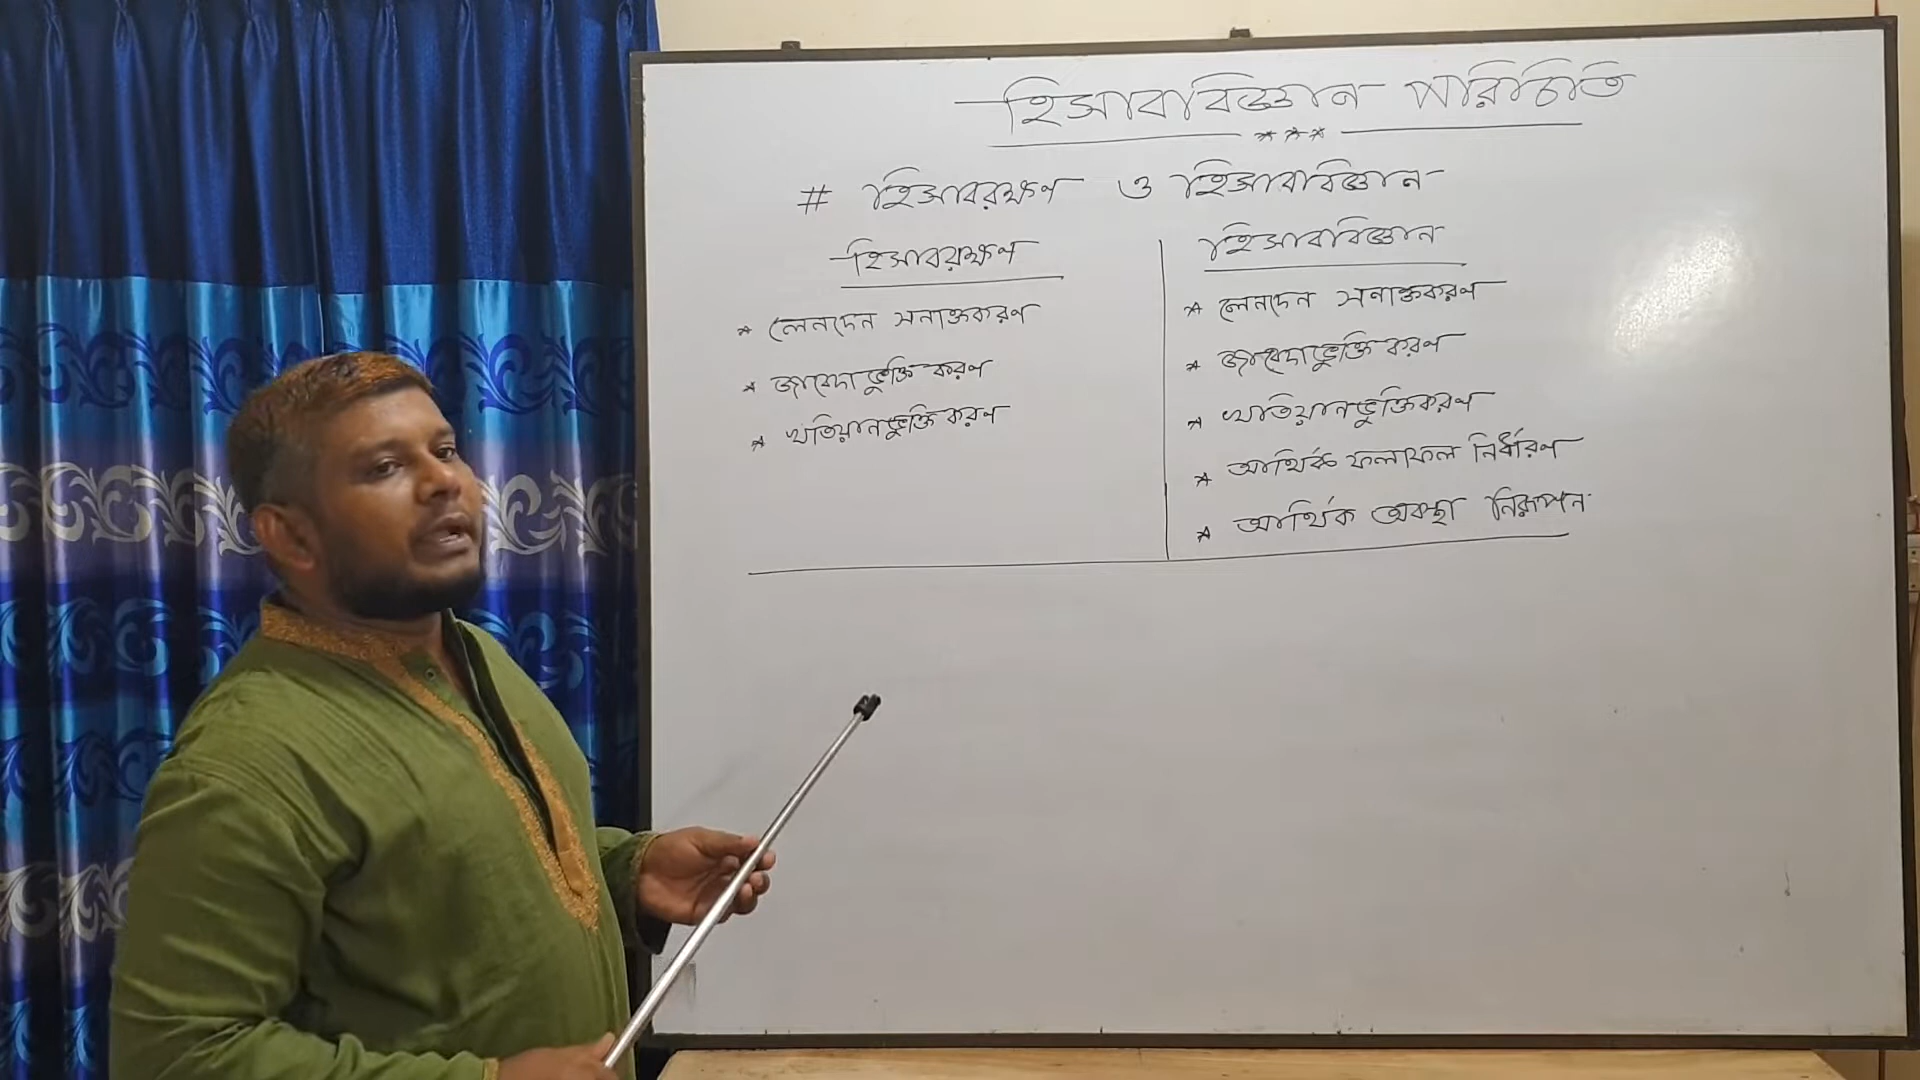 হিসাববিজ্ঞান পরিচিতি
***
# হিসাবরক্ষণ ও হিসাববিজ্ঞান
হিসাবরক্ষণ
* লেনদেন সনাক্তকরণ
* জাবেদাভুক্তিকরণ
* খতিয়ানভুক্তিকরণ
হিসাববিজ্ঞান
* লেনদেন সনাক্তকরণ
* জাবেদাভুক্তিকরণ
* খতিয়ানভুক্তিকরণ
* আর্থিক ফলাফল নির্ধারণ
* আর্থিক অবস্থা নিরূপন